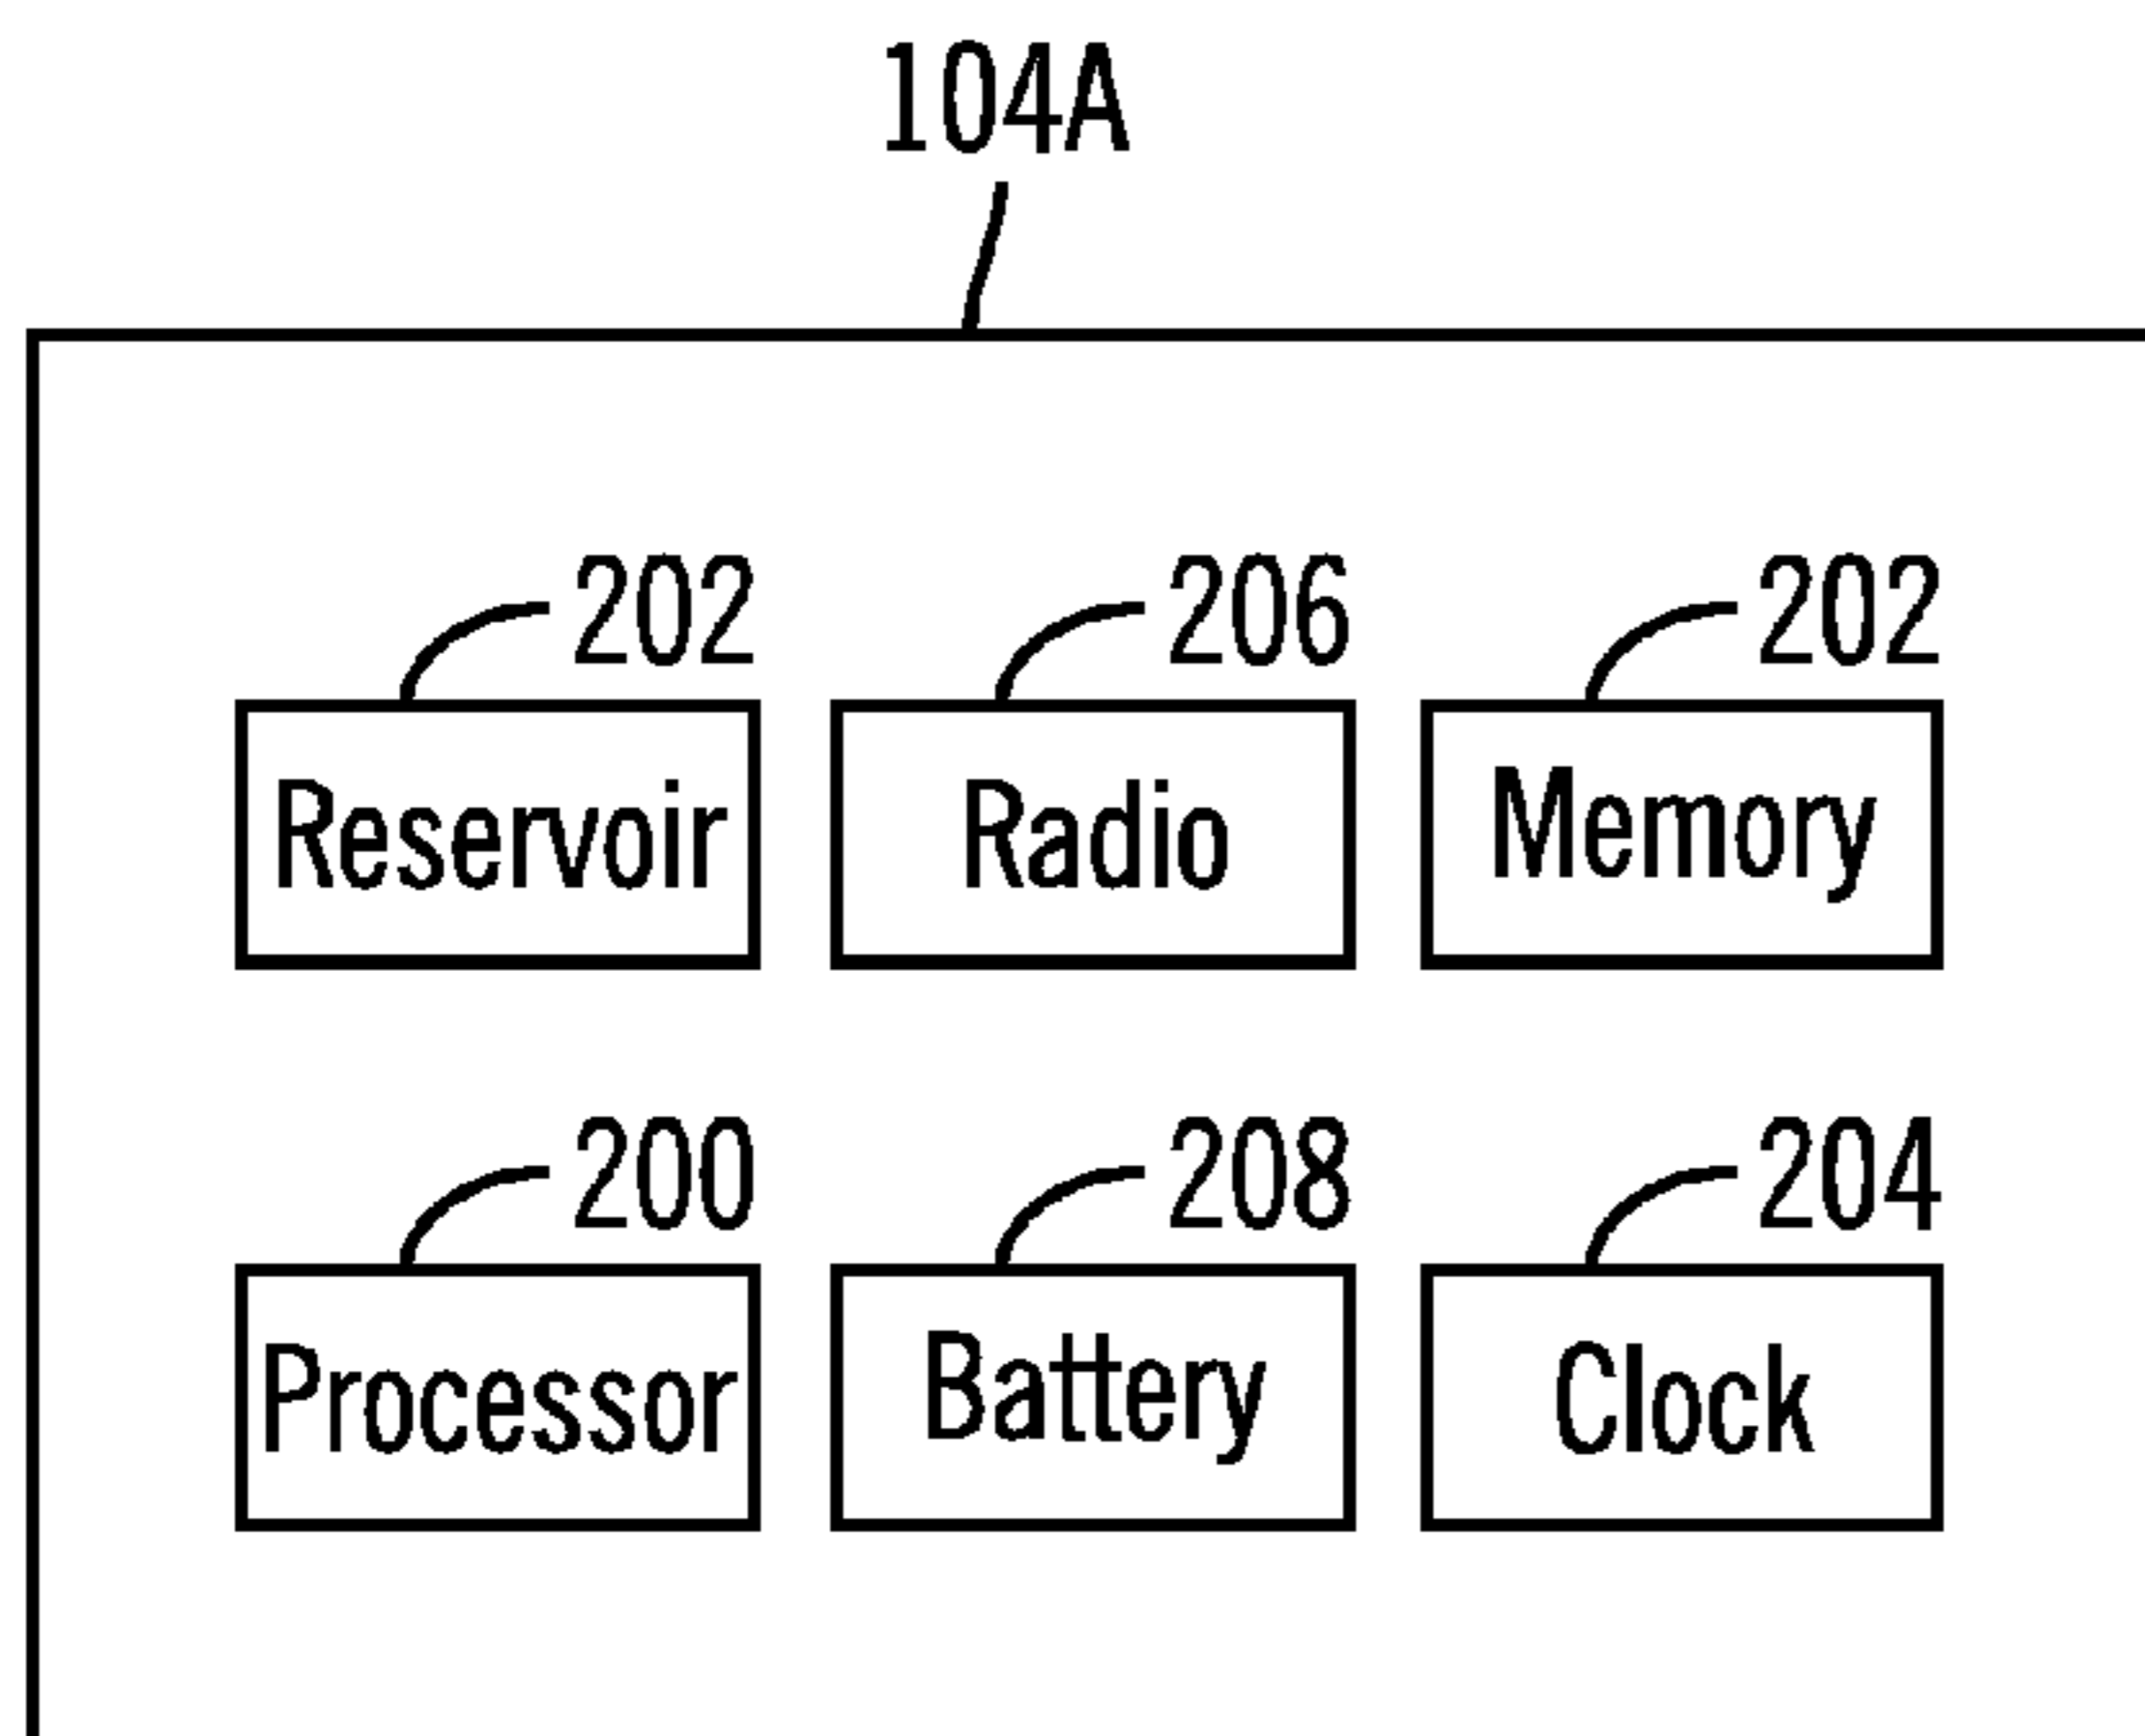 104A
202 206 202
Reservoir Radio Memory
200 208 204
Processor Battery Clock